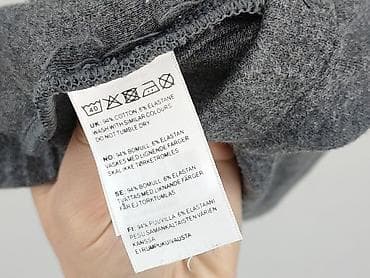 40
UK: 94% COTTON, 6% ELASTANE
WASH WITH SIMILAR COLOURS
DO NOT TUMBLE DRY
NO: 94% BOMULL, 6% ELASTAN
VASKES MED LIGNENDE FARGER
SKAL IKKE TØRKETROMLES
SE: 94% BOMULL, 6% ELASTAN
TVÄTTAS MED LIKNANDE FÄRGER
EJ TORKTUMLAS
FI: 94% PUUVILLA, 6% ELASTAANI
PESU SAMANKALTAISTEN VÄRIEN
KANSSA
EI RUMPUKUIVAUSTA